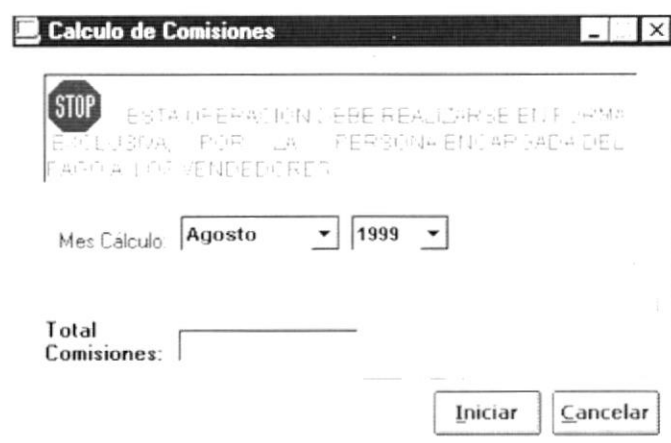 Calculo de Comisiones
STOP
ESTA OPERACION DEBE REALIZARSE EN FORMA
EXCLUSIVA, POR LA PERSONA ENCARGADA DEL
PAGO A LOS VENDEDORES
Mes Cálculo: Agosto 1999
Total
Comisiones:
Iniciar Cancelar